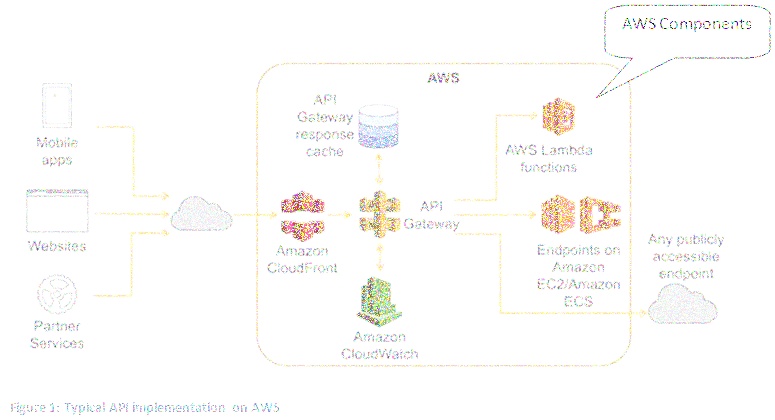 AWS Components
AWS
API
Gateway
response
cache
Mobile
apps
AWS Lambda
functions
API
Gateway
Websites
Amazon
CloudFront
Endpoints on
Amazon
EC2/Amazon
ECS
Any publicly
accessible
endpoint
Partner
Services
Amazon
CloudWatch
Figure 1: Typical API implementation on AWS